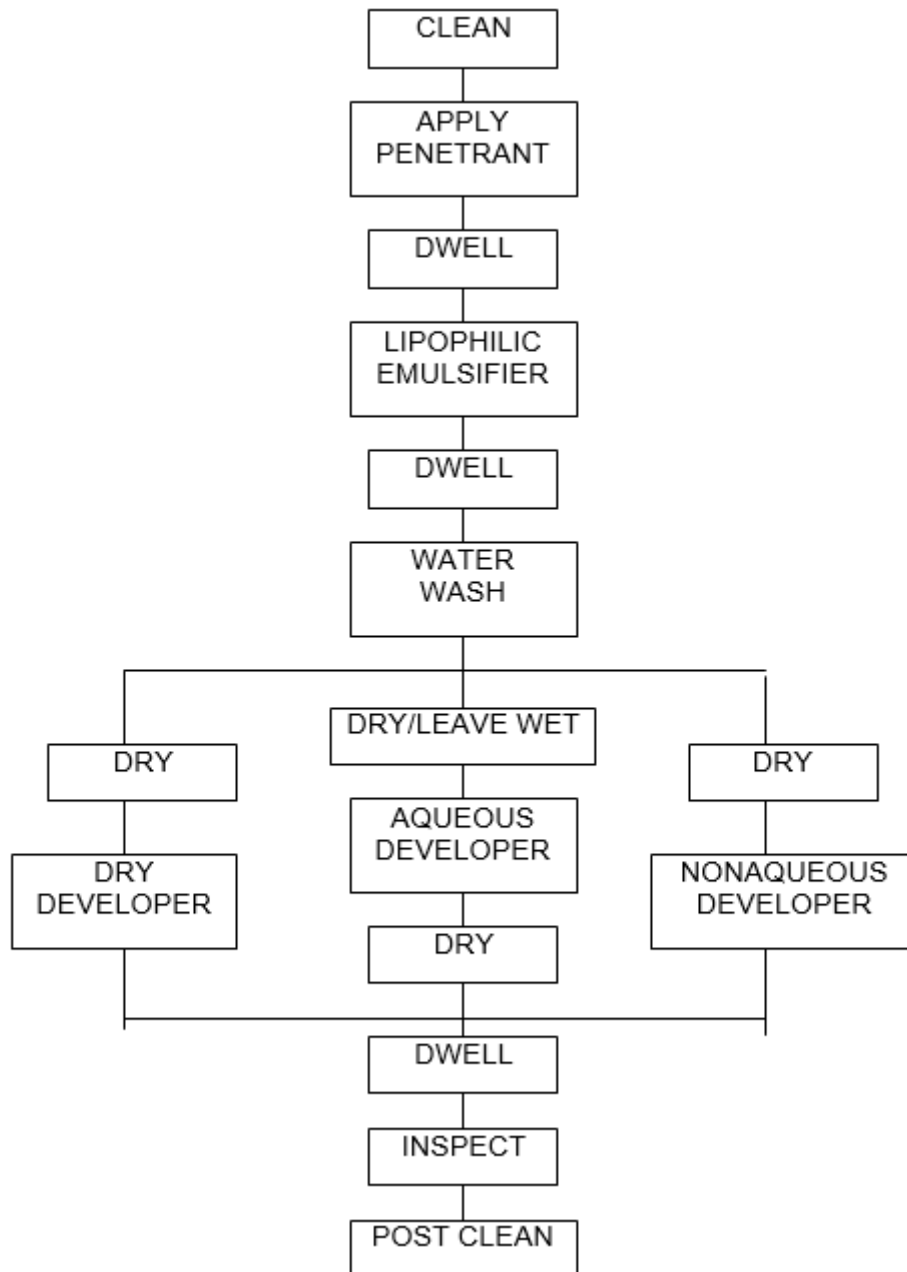 CLEAN
APPLY
PENETRANT
DWELL
LIPOPHILIC
EMULSIFIER
DWELL
WATER
WASH
DRY
DRY DEVELOPER
DRY/LEAVE WET
AQUEOUS
DEVELOPER
DRY
DRY
NONAQUEOUS
DEVELOPER
DWELL
INSPECT
POST CLEAN